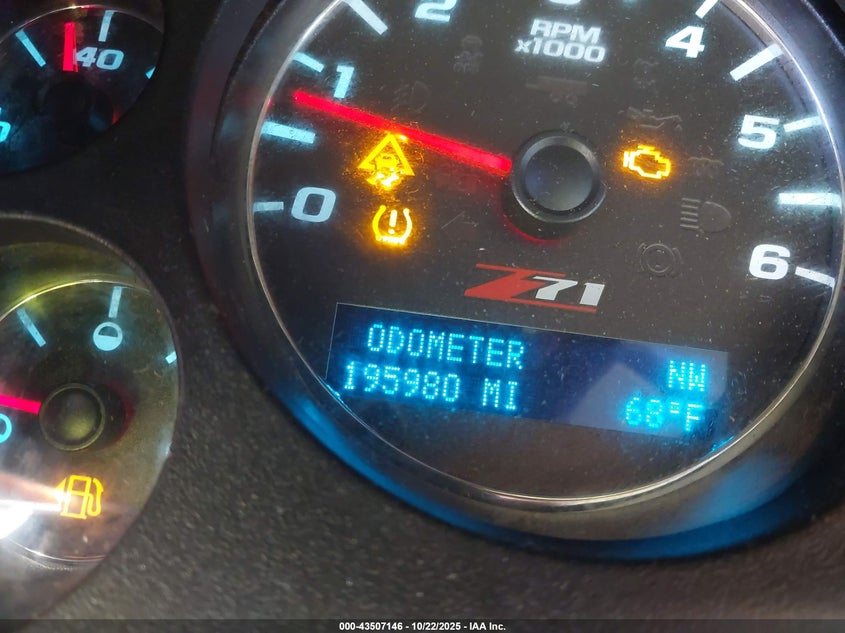 40
2
3
4
RPM
x1000
1
5
0
6
Z71
ODOMETER
NW
195980 MI
68°F
000-43507146 - 10/22/2025 - IAA Inc.